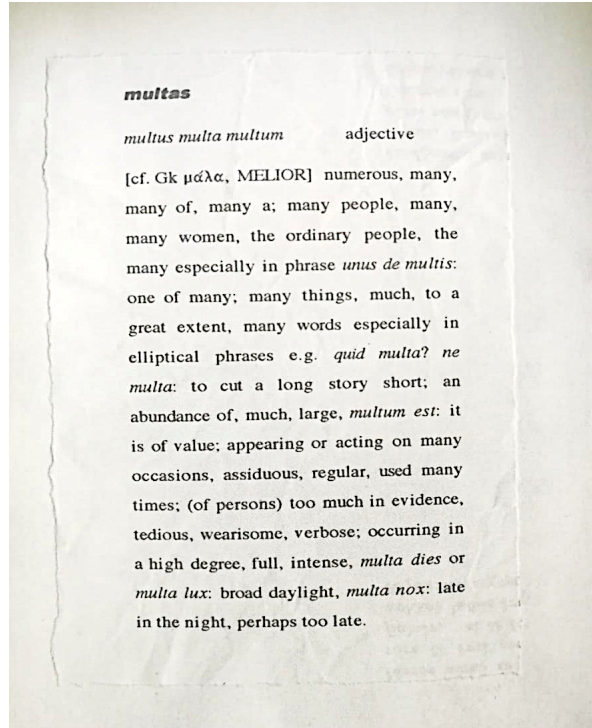 multas
multus multa multum adjective
[cf. Gk μάλα, MELIOR] numerous, many,
many of, many a; many people, many,
many women, the ordinary people, the
many especially in phrase unus de multis:
one of many; many things, much, to a
great extent, many words especially in
elliptical phrases e.g. quid multa? ne
multa: to cut a long story short; an
abundance of, much, large, multum est: it
is of value; appearing or acting on many
occasions, assiduous, regular, used many
times; (of persons) too much in evidence,
tedious, wearisome, verbose; occurring in
a high degree, full, intense, multa dies or
multa lux: broad daylight, multa nox: late
in the night, perhaps too late.